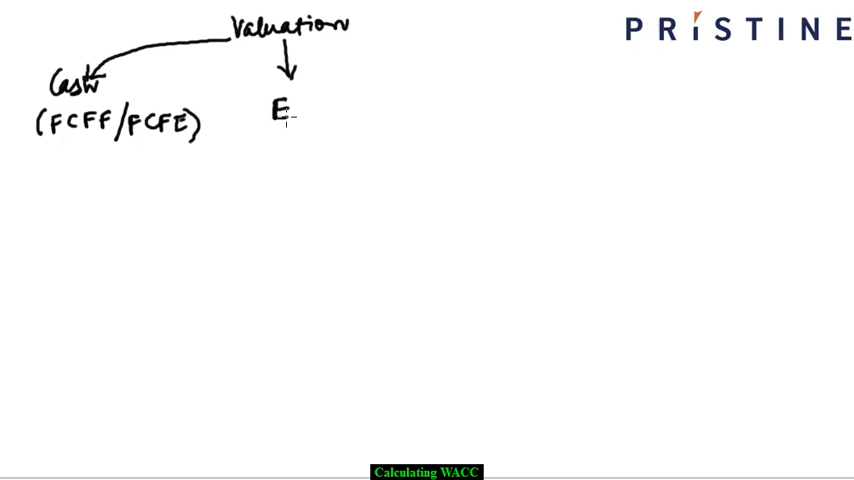 Valuation
PRISTINE
Cash
(FCFF/FCFE)
E
Calculating WACC